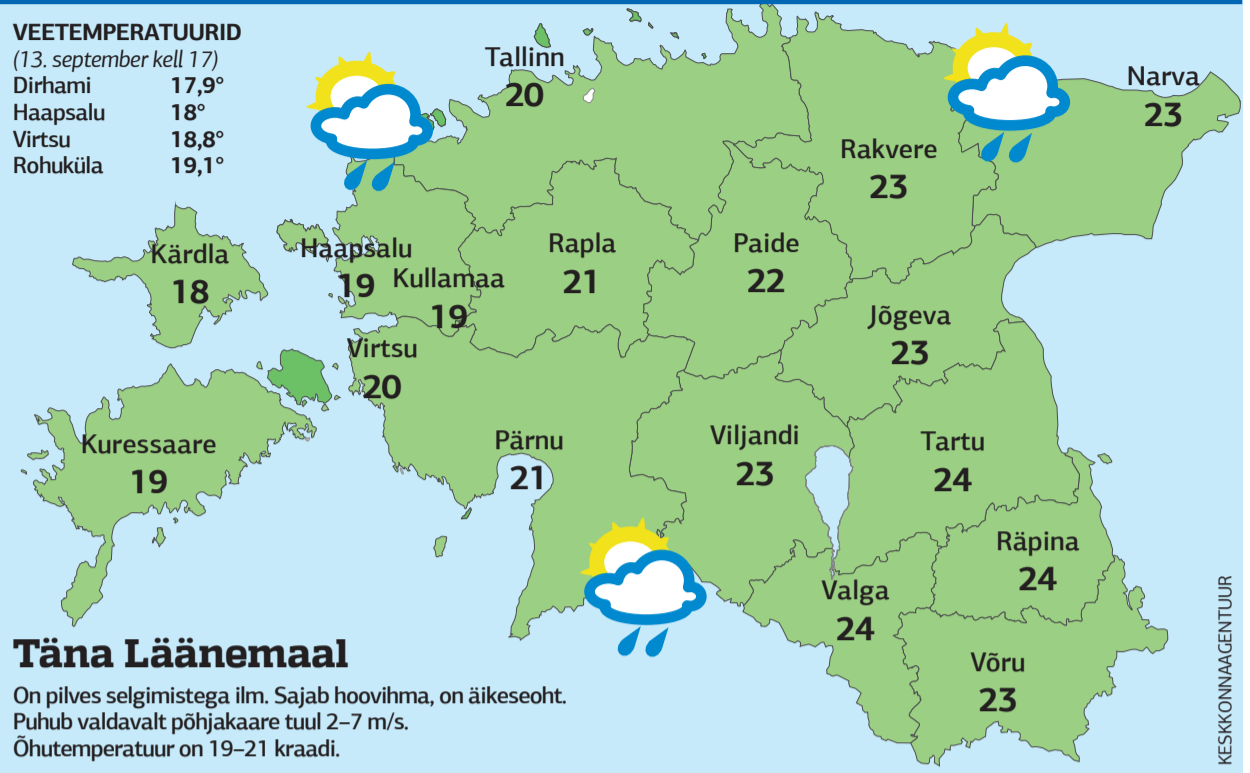 VEETEMPERATUURID
(13. september kell 17)
Dirhami 17,9°
Haapsalu 18°
Virtsu 18,8°
Rohuküla 19,1°
Tallinn
20
Narva
23
Rakvere
23
Kärdla
18
Haapsalu
19
Kullamaa
19
Rapla
21
Paide
22
Jõgeva
23
Virtsu
20
Kuressaare
19
Pärnu
21
Viljandi
23
Tartu
24
Räpina
24
Valga
24
Võru
23
Täna Läänemaal
On pilves selgimistega ilm. Sajab hoovihma, on äikeseoht.
Puhub valdavalt põhjakaare tuul 2–7 m/s.
Õhutemperatuur on 19–21 kraadi.
KESKKONNAAGENTUUR